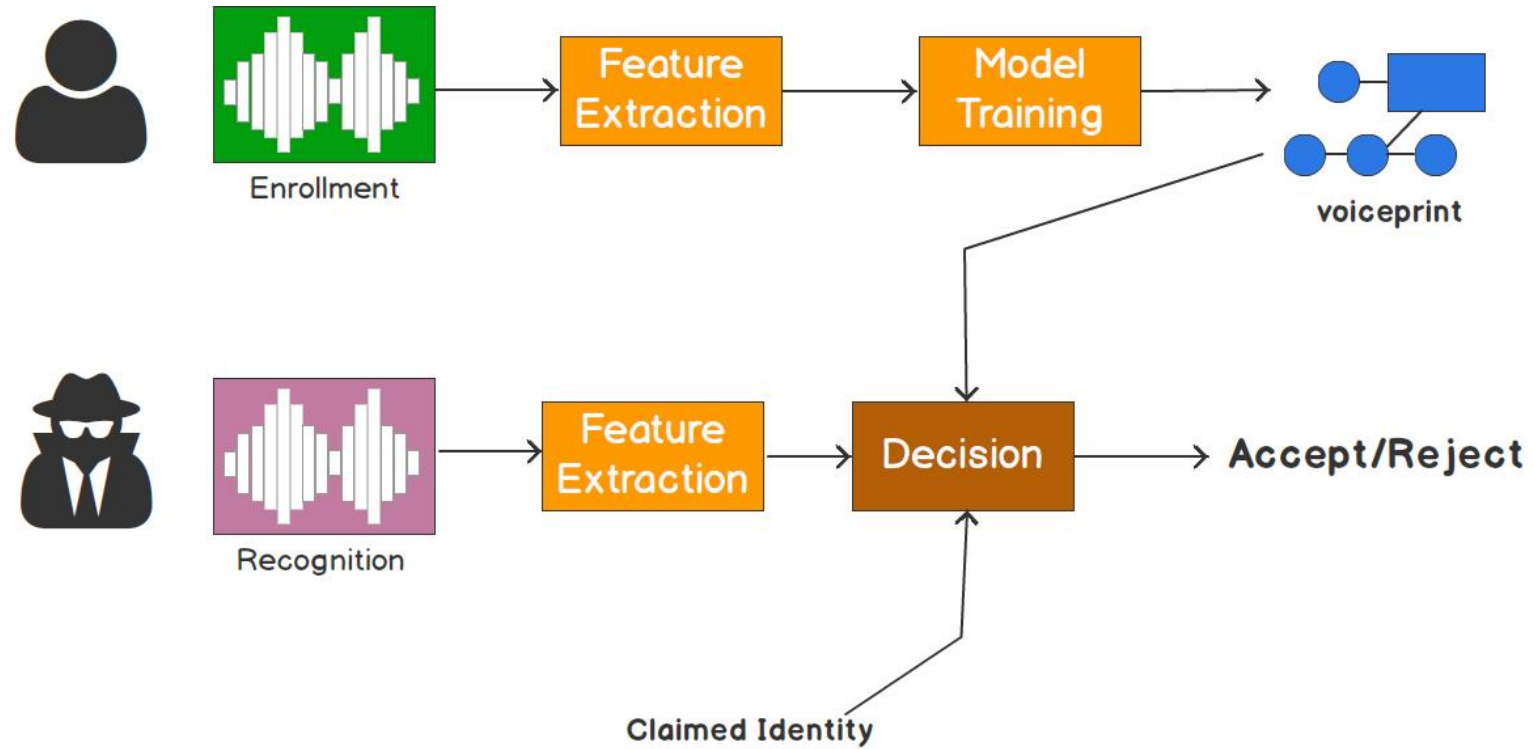 Feature
Extraction
Model
Training
Enrollment
voiceprint
Feature
Extraction
Decision
Accept/Reject
Recognition
Claimed Identity